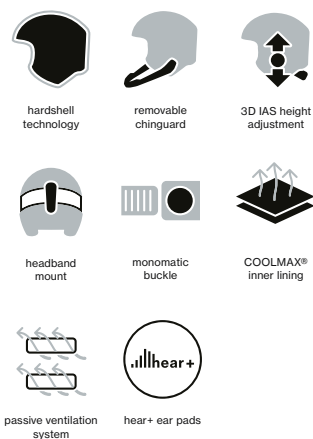 hardshell
technology
removable
chinguard
3D IAS height
adjustment
headband
mount
monomatic
buckle
COOLMAX®
inner lining
hear+
passive ventilation
system
hear+ ear pads